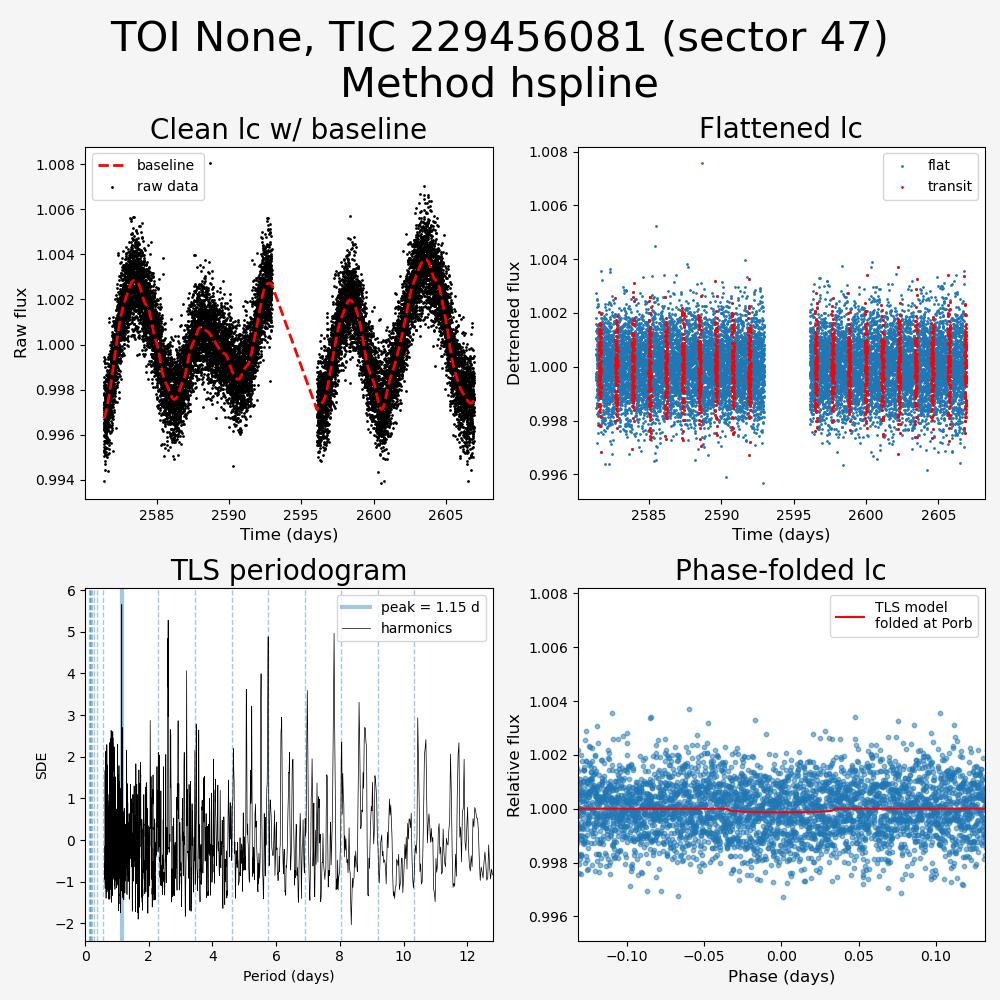 TOI None, TIC 229456081 (sector 47)
Method hspline
Clean lc w/ baseline
baseline
raw data
1.008
1.006
1.004
1.002
1.000
0.998
0.996
0.994
Raw flux
2585
2590
2595
2600
2605
Time (days)
Flattened lc
flat
transit
1.008
1.006
1.004
1.002
1.000
0.998
0.996
Detrended flux
2585
2590
2595
2600
2605
Time (days)
TLS periodogram
peak = 1.15 d
harmonics
6
5
4
3
2
1
0
−1
−2
SDE
0
2
4
6
8
10
12
Period (days)
Phase-folded lc
TLS model
folded at Porb
1.008
1.006
1.004
1.002
1.000
0.998
0.996
Relative flux
−0.10
−0.05
0.00
0.05
0.10
Phase (days)